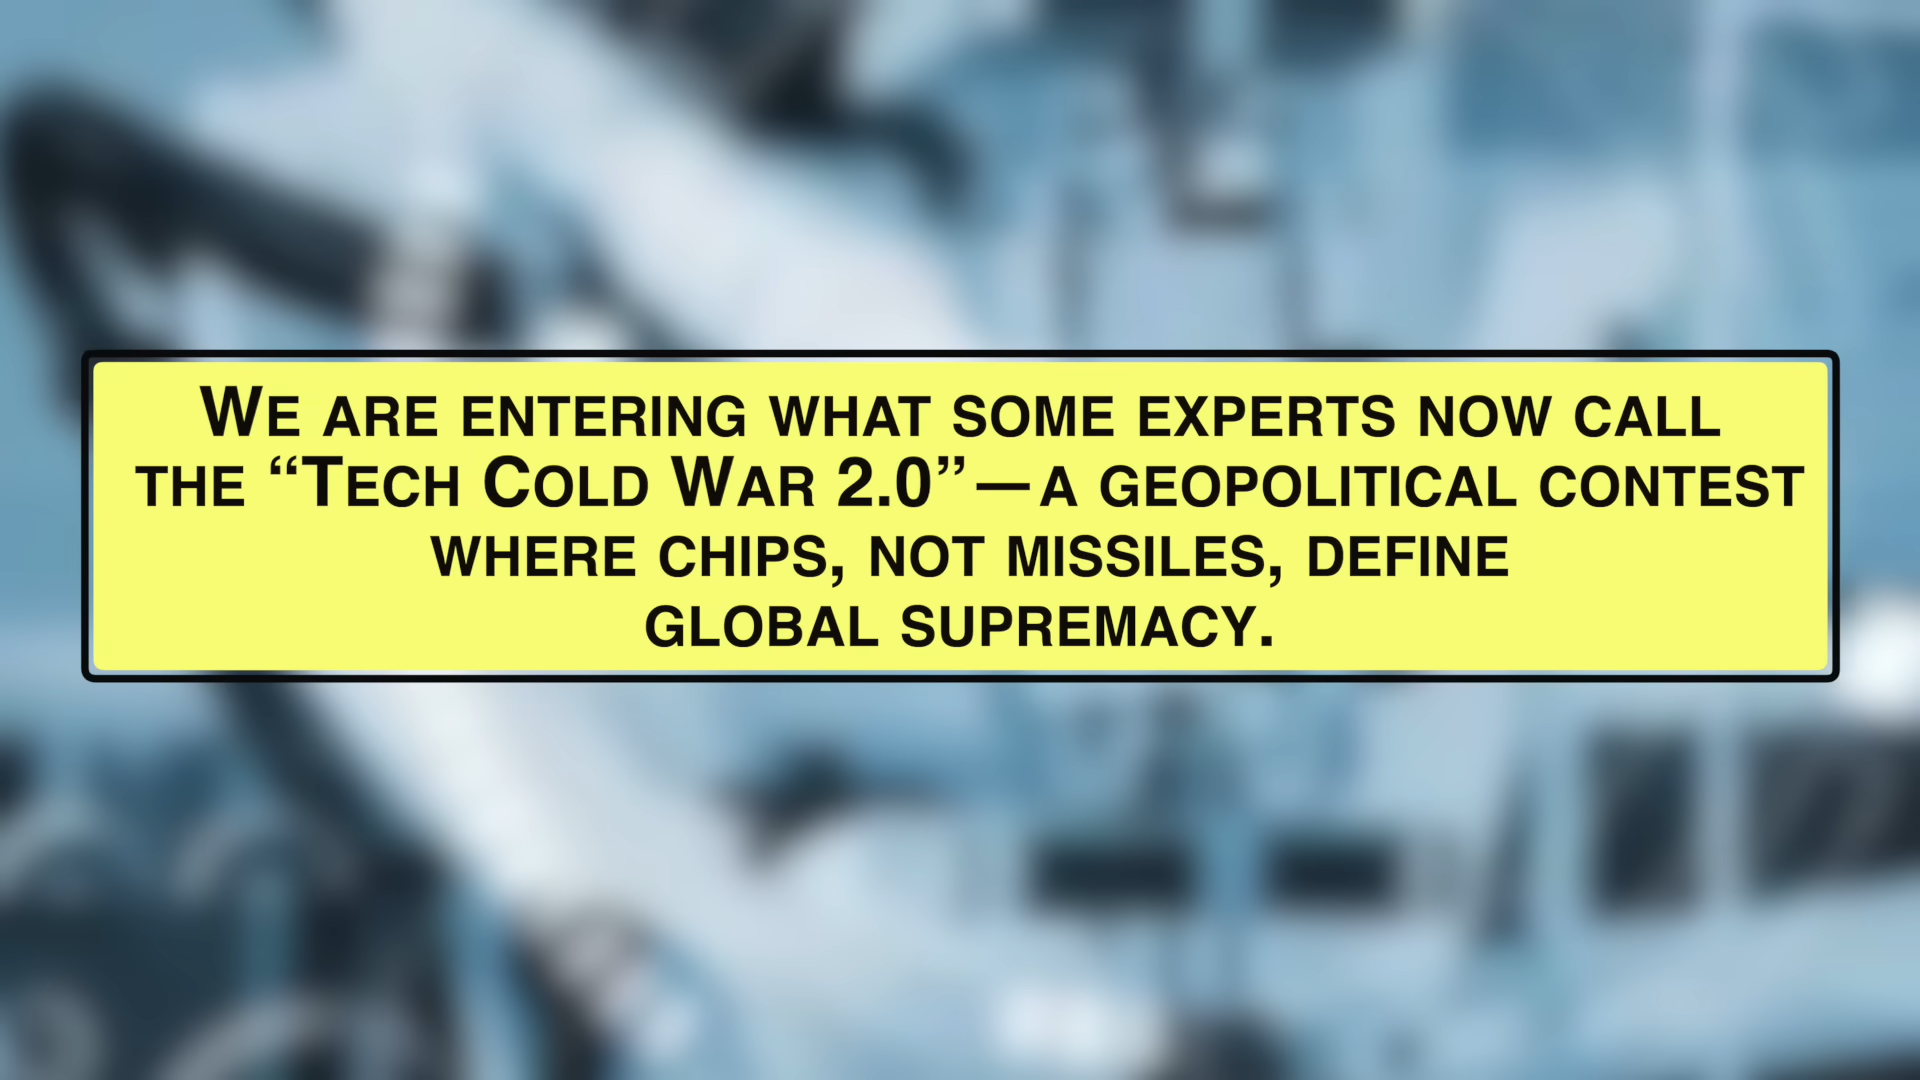 We are entering what some experts now call
the “Tech Cold War 2.0”—a geopolitical contest
where chips, not missiles, define
global supremacy.